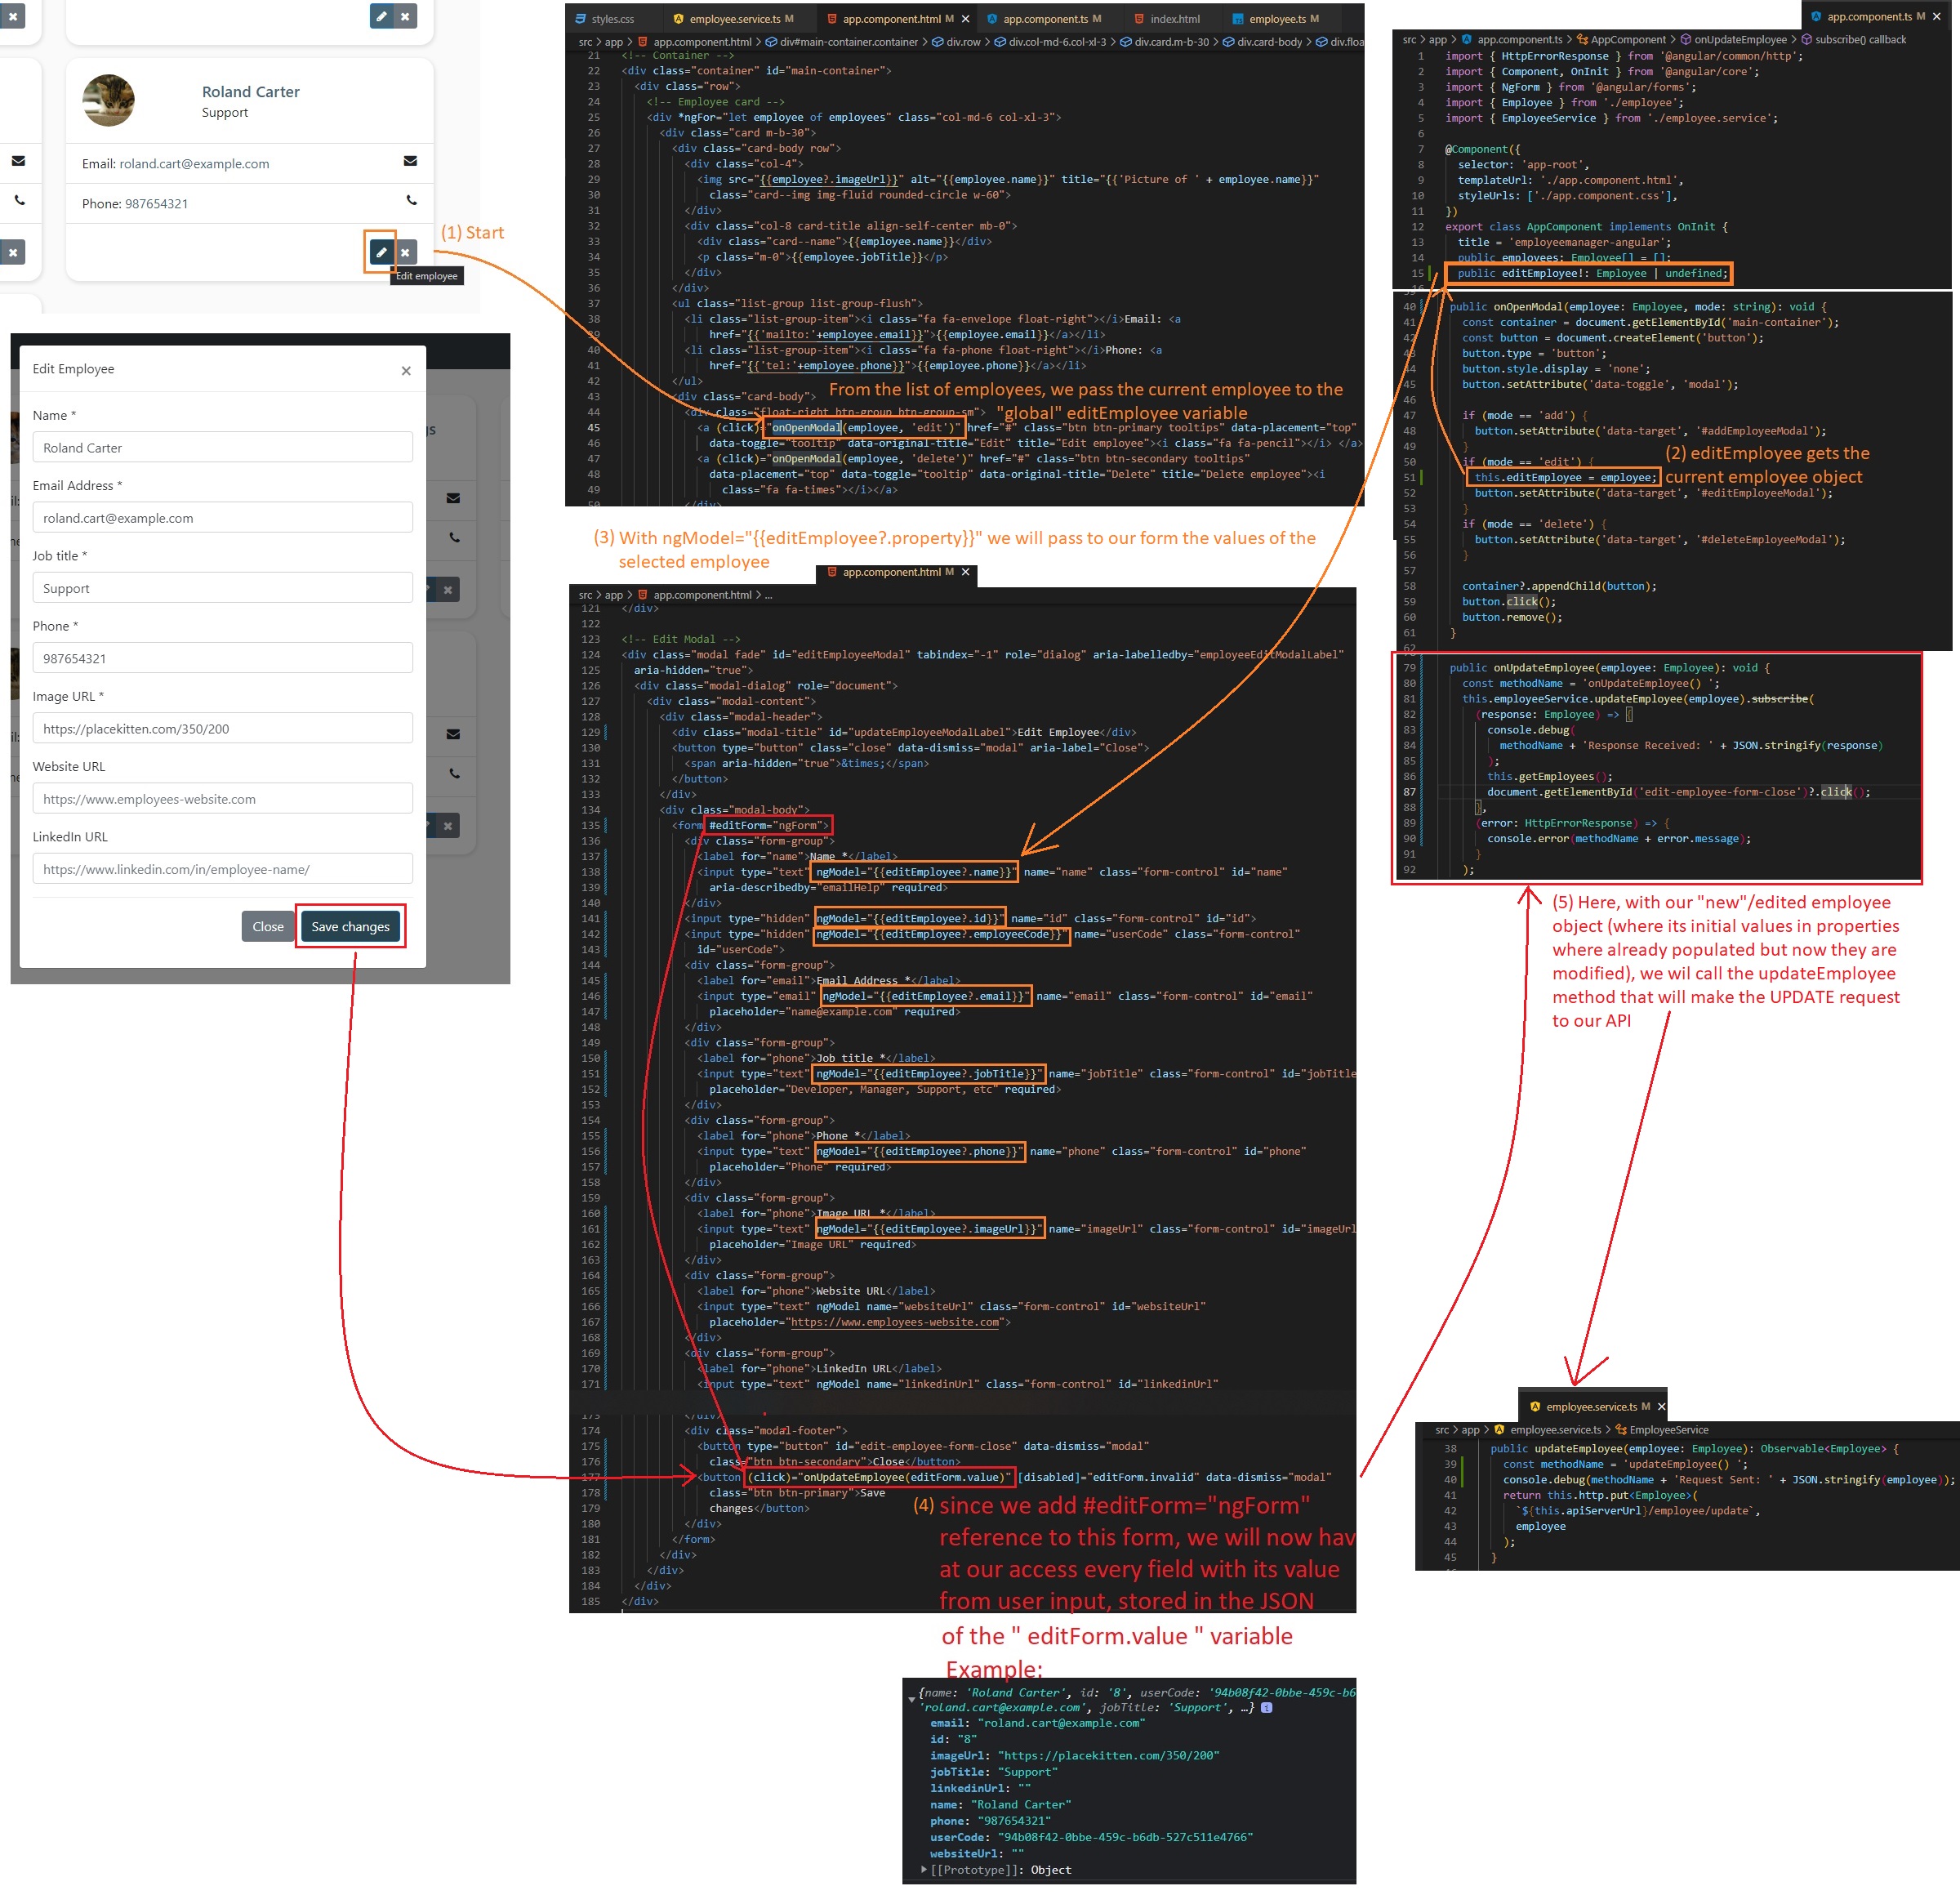 Roland Carter
Support
Email: roland.cart@example.com
Phone: 987654321
Edit employee
(1) Start
Edit Employee
×
Name *
Roland Carter
Email Address *
roland.cart@example.com
Job title *
Support
Phone *
987654321
Image URL *
https://placekitten.com/350/200
Website URL
https://www.employees-website.com
LinkedIn URL
https://www.linkedin.com/in/employee-name/
Close
Save changes
styles.css employee.service.ts M app.component.html M × app.component.ts M index.html employee.ts M
src > app > app.component.html > div#main-container.container > div.row > div.col-md-6.col-xl-3 > div.card.m-b-30 > div.card-body > div.floa
21 <!-- Container -->
22 <div class="container" id="main-container">
23 <div class="row">
24 <!-- Employee card -->
25 <div *ngFor="let employee of employees" class="col-md-6 col-xl-3">
26 <div class="card m-b-30">
27 <div class="card-body row">
28 <div class="col-4">
29 <img src="{{employee?.imageUrl}}" alt="{{employee.name}}" title="{{'Picture of ' + employee.name}}"
30 class="card--img img-fluid rounded-circle w-60">
31 </div>
32 <div class="col-8 card-title align-self-center mb-0">
33 <div class="card--name">{{employee.name}}</div>
34 <p class="m-0">{{employee.jobTitle}}</p>
35 </div>
36 </div>
37 <ul class="list-group list-group-flush">
38 <li class="list-group-item"><i class="fa fa-envelope float-right"></i>Email: <a
39 href="{{'mailto:'+employee.email}}">{{employee.email}}</a></li>
40 <li class="list-group-item"><i class="fa fa-phone float-right"></i>Phone: <a
41 href="{{'tel:'+employee.phone}}">{{employee.phone}}</a></li>
42 </ul>
43 <div class="card-body">
44 <div class="float-right btn-group btn-group-sm">
45 <a (click)="onOpenModal(employee, 'edit')" href="#" class="btn btn-primary tooltips" data-placement="top"
46 data-toggle="tooltip" data-original-title="Edit" title="Edit employee"><i class="fa fa-pencil"></i> </a>
47 <a (click)="onOpenModal(employee, 'delete')" href="#" class="btn btn-secondary tooltips"
48 data-placement="top" data-toggle="tooltip" data-original-title="Delete" title="Delete employee"><i
49 class="fa fa-times"></i></a>
50 </div>
From the list of employees, we pass the current employee to the
"global" editEmployee variable
(3) With ngModel="{{editEmployee?.property}}" we will pass to our form the values of the
selected employee
app.component.html M ×
src > app > app.component.html > ...
121 </div>
122
123 <!-- Edit Modal -->
124 <div class="modal fade" id="editEmployeeModal" tabindex="-1" role="dialog" aria-labelledby="employeeEditModalLabel"
125 aria-hidden="true">
126 <div class="modal-dialog" role="document">
127 <div class="modal-content">
128 <div class="modal-header">
129 <div class="modal-title" id="updateEmployeeModalLabel">Edit Employee</div>
130 <button type="button" class="close" data-dismiss="modal" aria-label="Close">
131 <span aria-hidden="true">&times;</span>
132 </button>
133 </div>
134 <div class="modal-body">
135 <form #editForm="ngForm">
136 <div class="form-group">
137 <label for="name">Name *</label>
138 <input type="text" ngModel="{{editEmployee?.name}}" name="name" class="form-control" id="name"
139 aria-describedby="emailHelp" required>
140 </div>
141 <input type="hidden" ngModel="{{editEmployee?.id}}" name="id" class="form-control" id="id">
142 <input type="hidden" ngModel="{{editEmployee?.employeeCode}}" name="userCode" class="form-control"
143 id="userCode">
144 <div class="form-group">
145 <label for="email">Email Address *</label>
146 <input type="email" ngModel="{{editEmployee?.email}}" name="email" class="form-control" id="email"
147 placeholder="name@example.com" required>
148 </div>
149 <div class="form-group">
150 <label for="phone">Job title *</label>
151 <input type="text" ngModel="{{editEmployee?.jobTitle}}" name="jobTitle" class="form-control" id="jobTitle
152 placeholder="Developer, Manager, Support, etc" required>
153 </div>
154 <div class="form-group">
155 <label for="phone">Phone *</label>
156 <input type="text" ngModel="{{editEmployee?.phone}}" name="phone" class="form-control" id="phone"
157 placeholder="Phone" required>
158 </div>
159 <div class="form-group">
160 <label for="phone">Image URL *</label>
161 <input type="text" ngModel="{{editEmployee?.imageUrl}}" name="imageUrl" class="form-control" id="imageUrl
162 placeholder="Image URL" required>
163 </div>
164 <div class="form-group">
165 <label for="phone">Website URL</label>
166 <input type="text" ngModel name="websiteUrl" class="form-control" id="websiteUrl"
167 placeholder="https://www.employees-website.com">
168 </div>
169 <div class="form-group">
170 <label for="phone">LinkedIn URL</label>
171 <input type="text" ngModel name="linkedinUrl" class="form-control" id="linkedinUrl"
173 </div>
174 <div class="modal-footer">
175 <button type="button" id="edit-employee-form-close" data-dismiss="modal"
176 class="btn btn-secondary">Close</button>
177 <button (click)="onUpdateEmployee(editForm.value)" [disabled]="editForm.invalid" data-dismiss="modal"
178 class="btn btn-primary">Save
179 changes</button>
180 </div>
181 </form>
182 </div>
183 </div>
184 </div>
185 </div>
(4) since we add #editForm="ngForm"
reference to this form, we will now hav
at our access every field with its value
from user input, stored in the JSON
of the " editForm.value " variable
Example:
{name: 'Roland Carter', id: '8', userCode: '94b08f42-0bbe-459c-b6
'roland.cart@example.com', jobTitle: 'Support', …}
email: "roland.cart@example.com"
id: "8"
imageUrl: "https://placekitten.com/350/200"
jobTitle: "Support"
linkedinUrl: ""
name: "Roland Carter"
phone: "987654321"
userCode: "94b08f42-0bbe-459c-b6db-527c511e4766"
websiteUrl: ""
[[Prototype]]: Object
app.component.ts M ×
src > app > app.component.ts > AppComponent > onUpdateEmployee > subscribe() callback
1 import { HttpErrorResponse } from '@angular/common/http';
2 import { Component, OnInit } from '@angular/core';
3 import { NgForm } from '@angular/forms';
4 import { Employee } from './employee';
5 import { EmployeeService } from './employee.service';
6
7 @Component({
8 selector: 'app-root',
9 templateUrl: './app.component.html',
10 styleUrls: ['./app.component.css'],
11 })
12 export class AppComponent implements OnInit {
13 title = 'employeemanager-angular';
14 public employees: Employee[] = [];
15 public editEmployee!: Employee | undefined;
40 public onOpenModal(employee: Employee, mode: string): void {
41 const container = document.getElementById('main-container');
42 const button = document.createElement('button');
43 button.type = 'button';
44 button.style.display = 'none';
45 button.setAttribute('data-toggle', 'modal');
46
47 if (mode == 'add') {
48 button.setAttribute('data-target', '#addEmployeeModal');
49 }
50 if (mode == 'edit') {
51 this.editEmployee = employee;
52 button.setAttribute('data-target', '#editEmployeeModal');
53 }
54 if (mode == 'delete') {
55 button.setAttribute('data-target', '#deleteEmployeeModal');
56 }
57
58 container?.appendChild(button);
59 button.click();
60 button.remove();
61 }
62
(2) editEmployee gets the
current employee object
79 public onUpdateEmployee(employee: Employee): void {
80 const methodName = 'onUpdateEmployee() ';
81 this.employeeService.updateEmployee(employee).subscribe(
82 (response: Employee) => {
83 console.debug(
84 methodName + 'Response Received: ' + JSON.stringify(response)
85 );
86 this.getEmployees();
87 document.getElementById('edit-employee-form-close')?.click();
88 },
89 (error: HttpErrorResponse) => {
90 console.error(methodName + error.message);
91 }
92 );
(5) Here, with our "new"/edited employee
object (where its initial values in properties
where already populated but now they are
modified), we wil call the updateEmployee
method that will make the UPDATE request
to our API
employee.service.ts M ×
src > app > employee.service.ts > EmployeeService
38 public updateEmployee(employee: Employee): Observable<Employee> {
39 const methodName = 'updateEmployee() ';
40 console.debug(methodName + 'Request Sent: ' + JSON.stringify(employee));
41 return this.http.put<Employee>(
42 `${this.apiServerUrl}/employee/update`,
43 employee
44 );
45 }